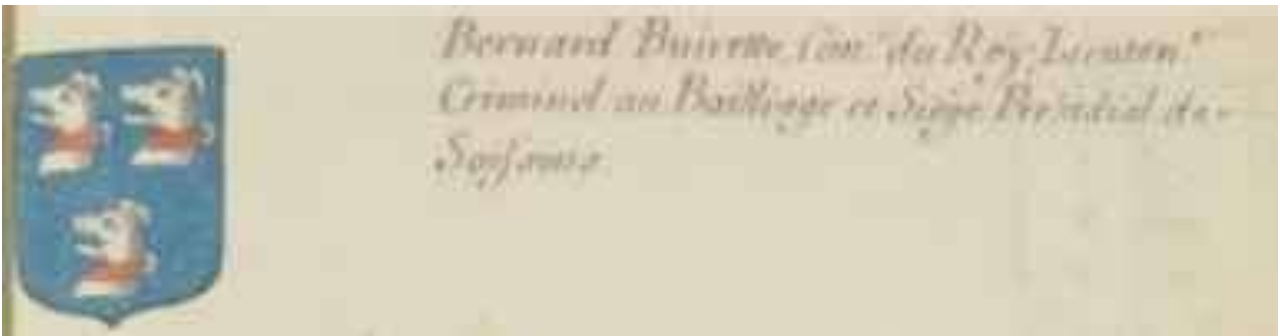 Bernard Buirette, Con.er du Roy, Lieuten.t
Criminel au Bailliage et Siege Presidial de
Soissons.